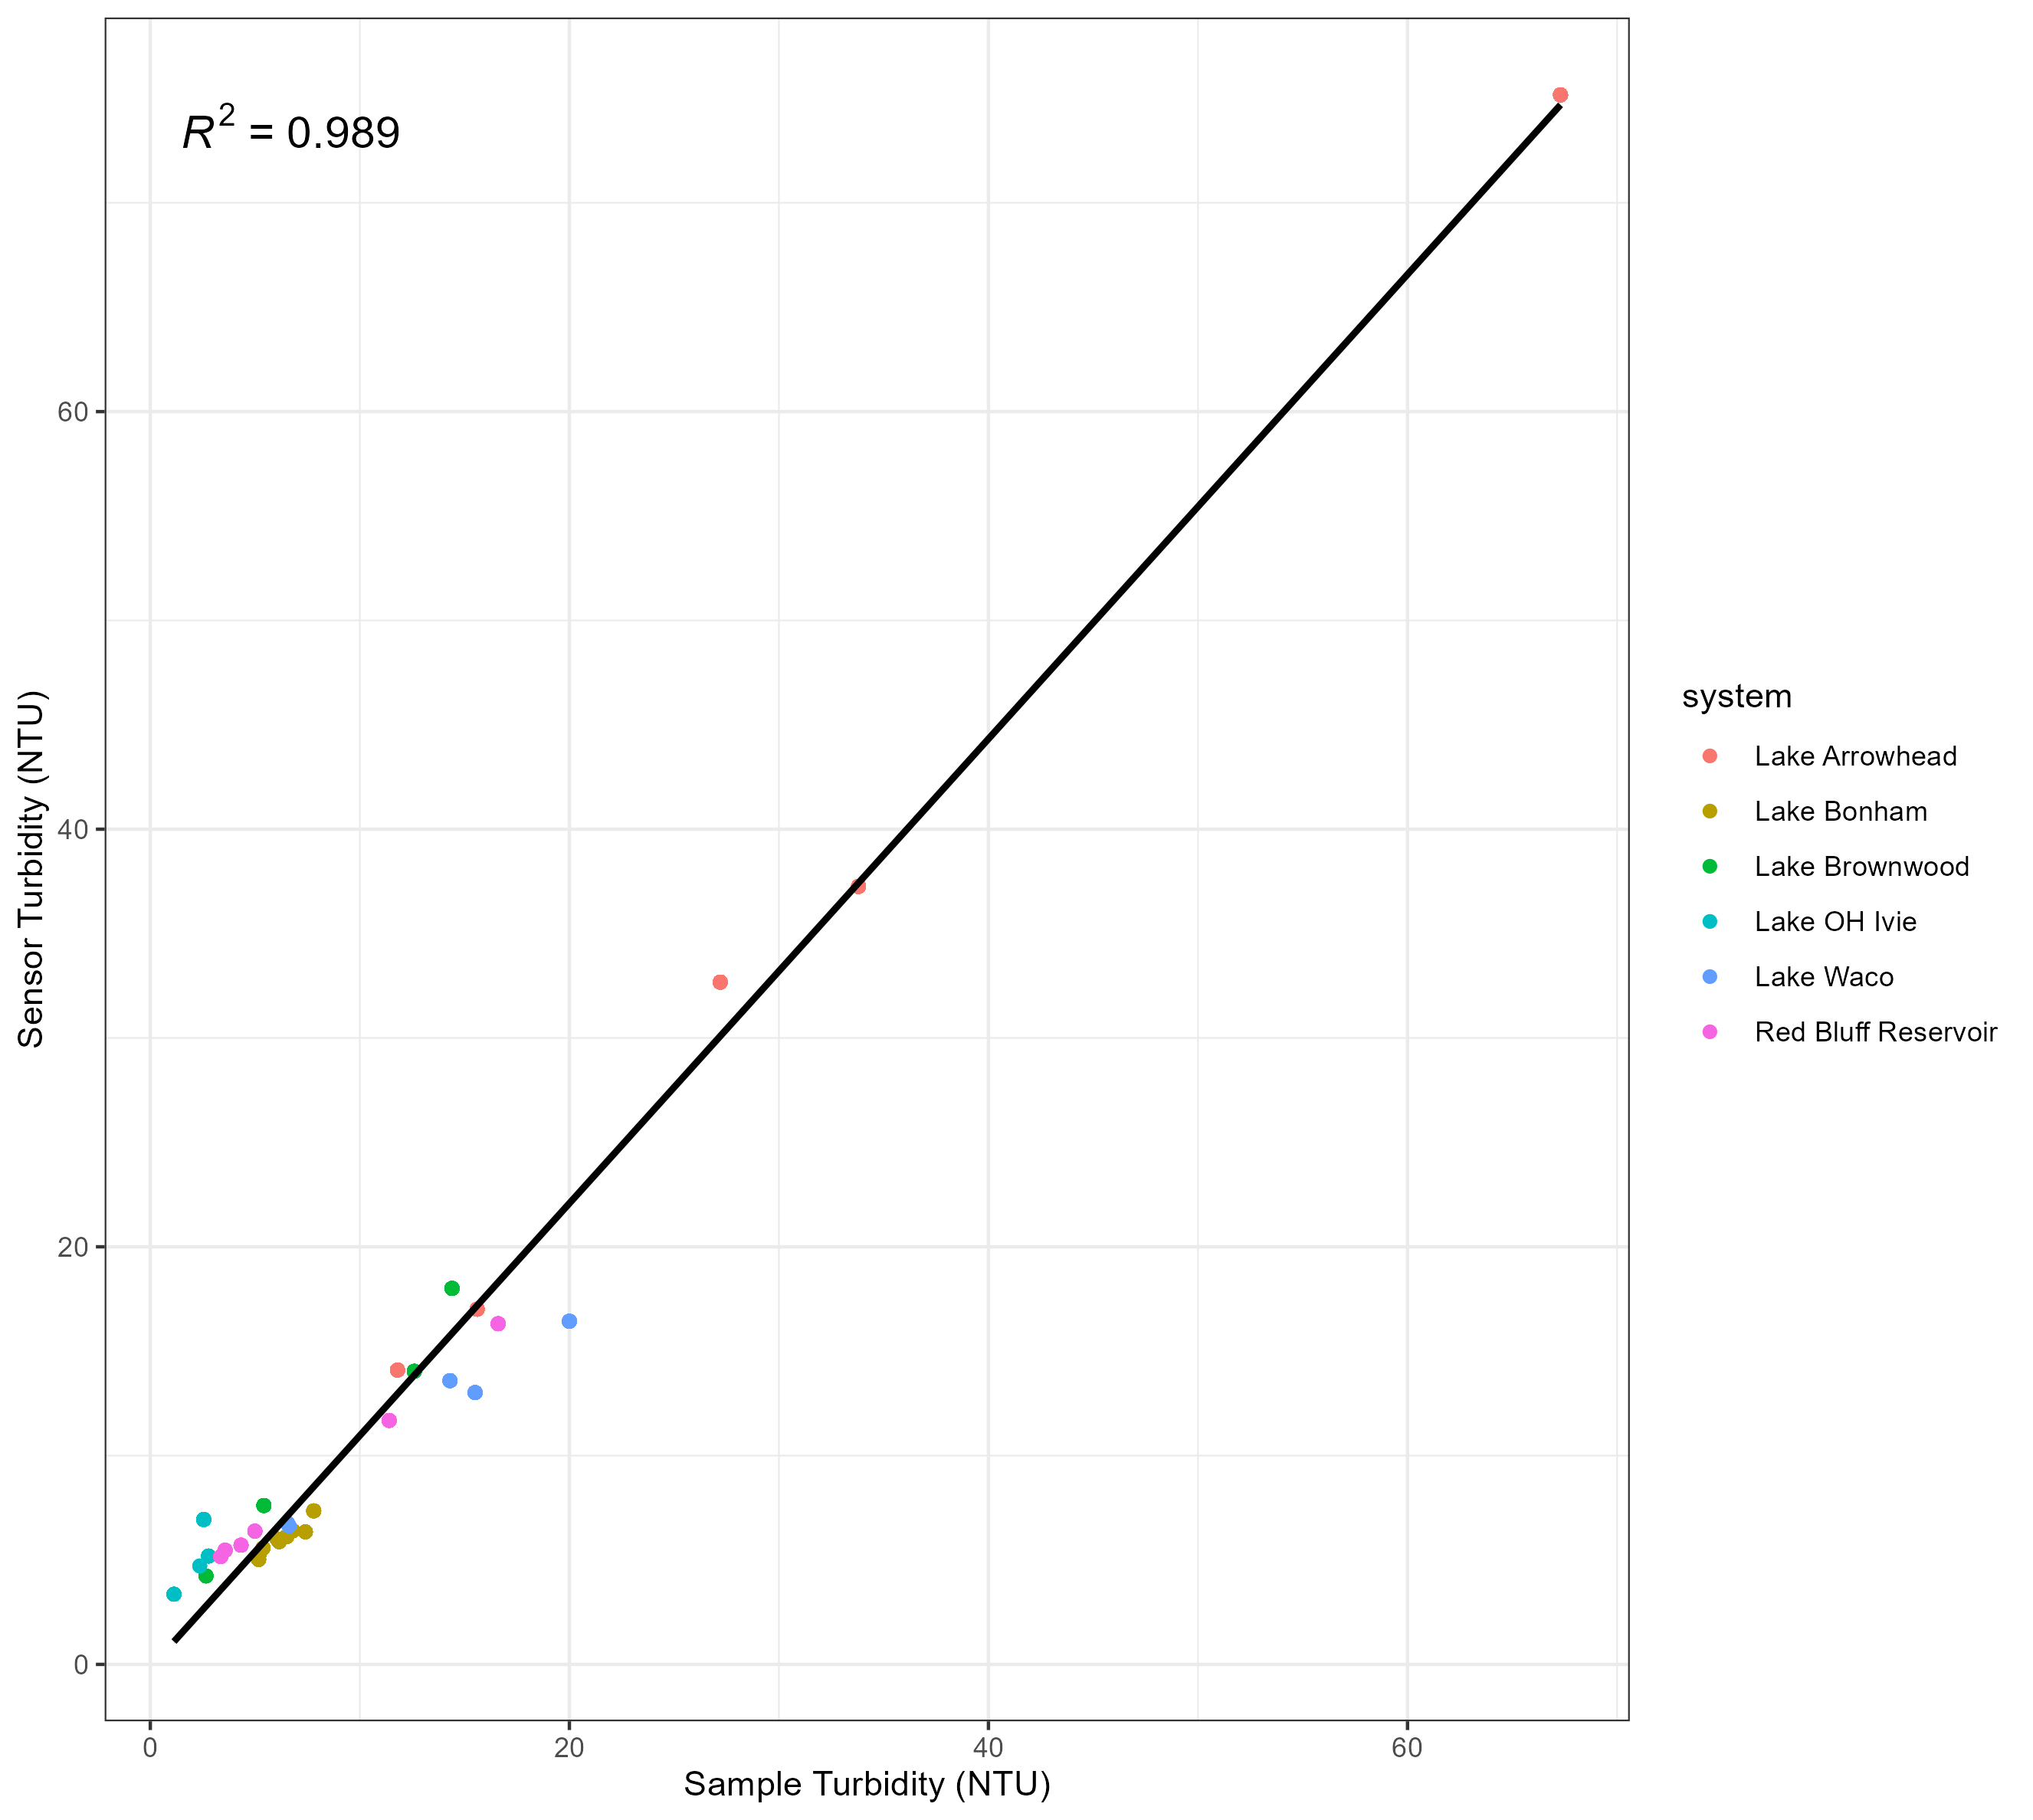 R² = 0.989
Sensor Turbidity (NTU)
60
40
20
0
0 20 40 60
Sample Turbidity (NTU)
system
Lake Arrowhead
Lake Bonham
Lake Brownwood
Lake OH Ivie
Lake Waco
Red Bluff Reservoir